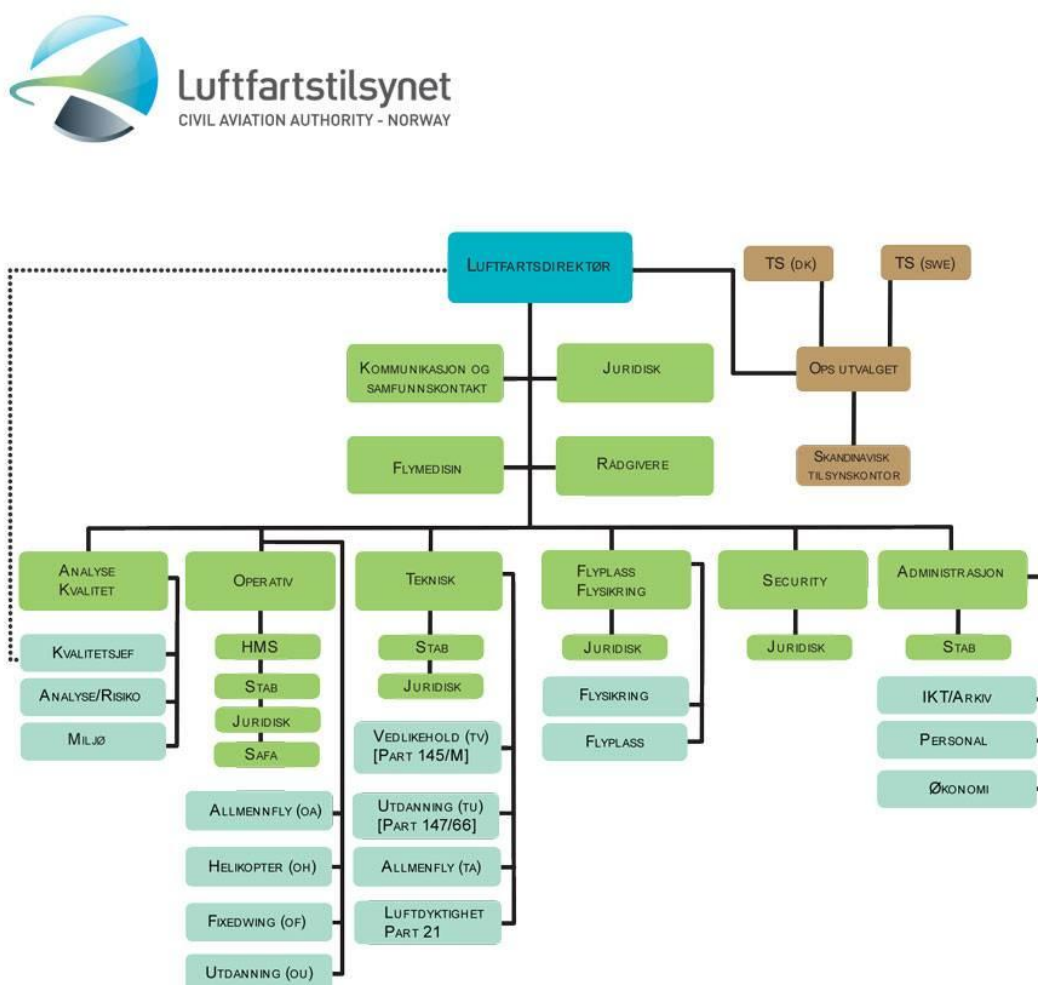 Luftfartstilsynet
CIVIL AVIATION AUTHORITY - NORWAY
LUFTFARTSDIREKTØR
TS (DK)
TS (SWE)
KOMMUNIKASJON OG
SAMFUNNSKONTAKT
JURIDISK
OPS UTVALGET
FLYMEDISIN
RÅDGIVERE
SKANDINAVISK
TILSYNSKONTOR
ANALYSE
KVALITET
OPERATIV
TEKNISK
FLYPLASS
FLYSIKRING
SECURITY
ADMINISTRASJON
KVALITETSJEF
ANALYSE/RISIKO
MILJØ
HMS
STAB
JURIDISK
SAFA
ALLMENNFLY (OA)
HELIKOPTER (OH)
FIXEDWING (OF)
UTDANNING (OU)
STAB
JURIDISK
VEDLIKEHOLD (TV)
[PART 145/M]
UTDANNING (TU)
[PART 147/66]
ALLMENFLY (TA)
LUFTDYKTIGHET
PART 21
JURIDISK
FLYSIKRING
FLYPLASS
JURIDISK
STAB
IKT/ARKIV
PERSONAL
ØKONOMI